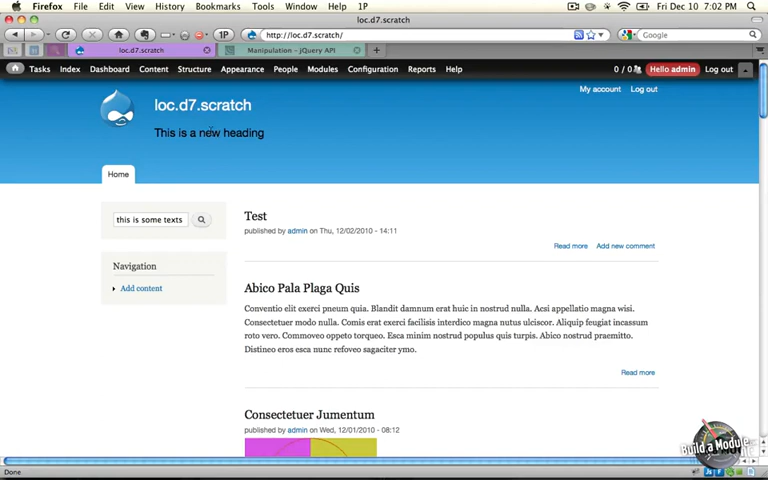 Firefox File Edit View History Bookmarks Tools Window Help 1P Fri Dec 10 7:02 PM
loc.d7.scratch
1P http://loc.d7.scratch/ Google
loc.d7.scratch Manipulation - jQuery API
Tasks Index Dashboard Content Structure Appearance People Modules Configuration Reports Help 0 / 0 Hello admin Log out
My account Log out
loc.d7.scratch
This is a new heading
Home
this is some texts
Navigation
Add content
Test
published by admin on Thu, 12/02/2010 - 14:11
Read more Add new comment
Abico Pala Plaga Quis
Conventio elit exerci pneum quia. Blandit damnum erat huic in nostrud nulla. Acsi appellatio magna wisi.
Consectetuer modo nulla. Comis erat exerci facilisis interdico magna nutus ulciscor. Aliquip feugiat incassum
roto vero. Commoveo oppeto torqueo. Esca minim nostrud populus quis turpis. Abico nostrud praemitto.
Distineo eros esca nunc refoveo sagaciter ymo.
Read more
Consectetuer Jumentum
published by admin on Wed, 12/01/2010 - 08:12
Build a Module
Done